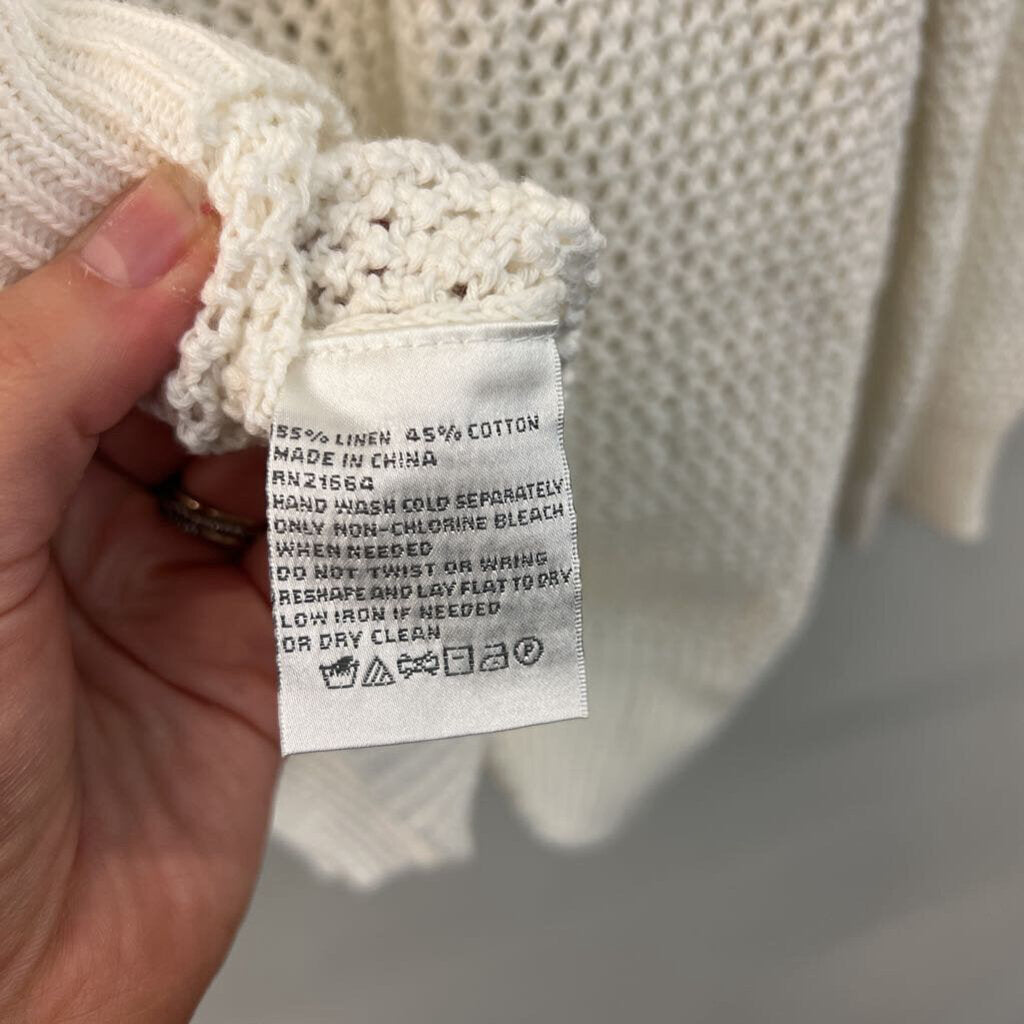 55% LINEN 45% COTTON
MADE IN CHINA
RN21664
HAND WASH COLD SEPARATELY
ONLY NON-CHLORINE BLEACH
WHEN NEEDED
DO NOT TWIST OR WRING
RESHAPE AND LAY FLAT TO DRY
LOW IRON IF NEEDED
OR DRY CLEAN
P